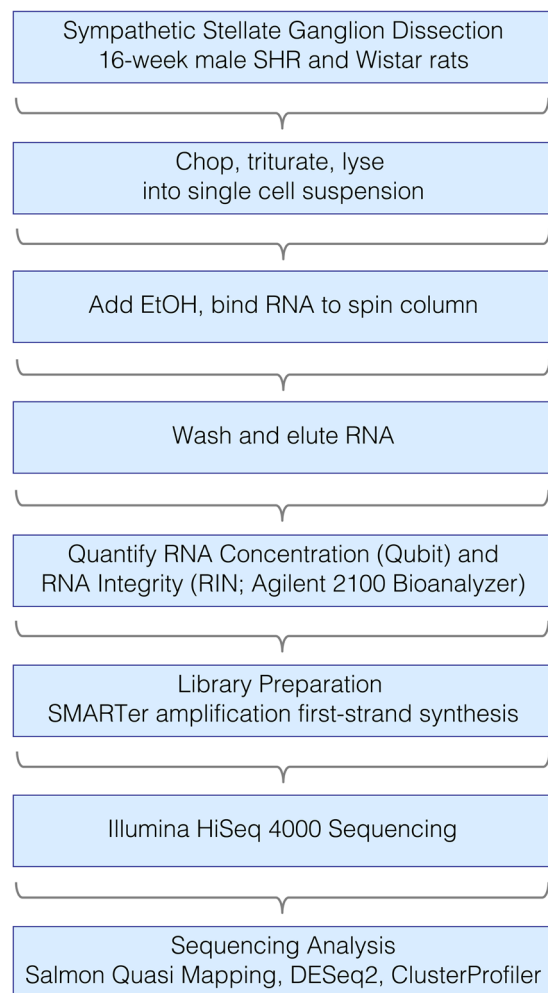 Sympathetic Stellate Ganglion Dissection
16-week male SHR and Wistar rats
Chop, triturate, lyse
into single cell suspension
Add EtOH, bind RNA to spin column
Wash and elute RNA
Quantify RNA Concentration (Qubit) and
RNA Integrity (RIN; Agilent 2100 Bioanalyzer)
Library Preparation
SMARTer amplification first-strand synthesis
Illumina HiSeq 4000 Sequencing
Sequencing Analysis
Salmon Quasi Mapping, DESeq2, ClusterProfiler